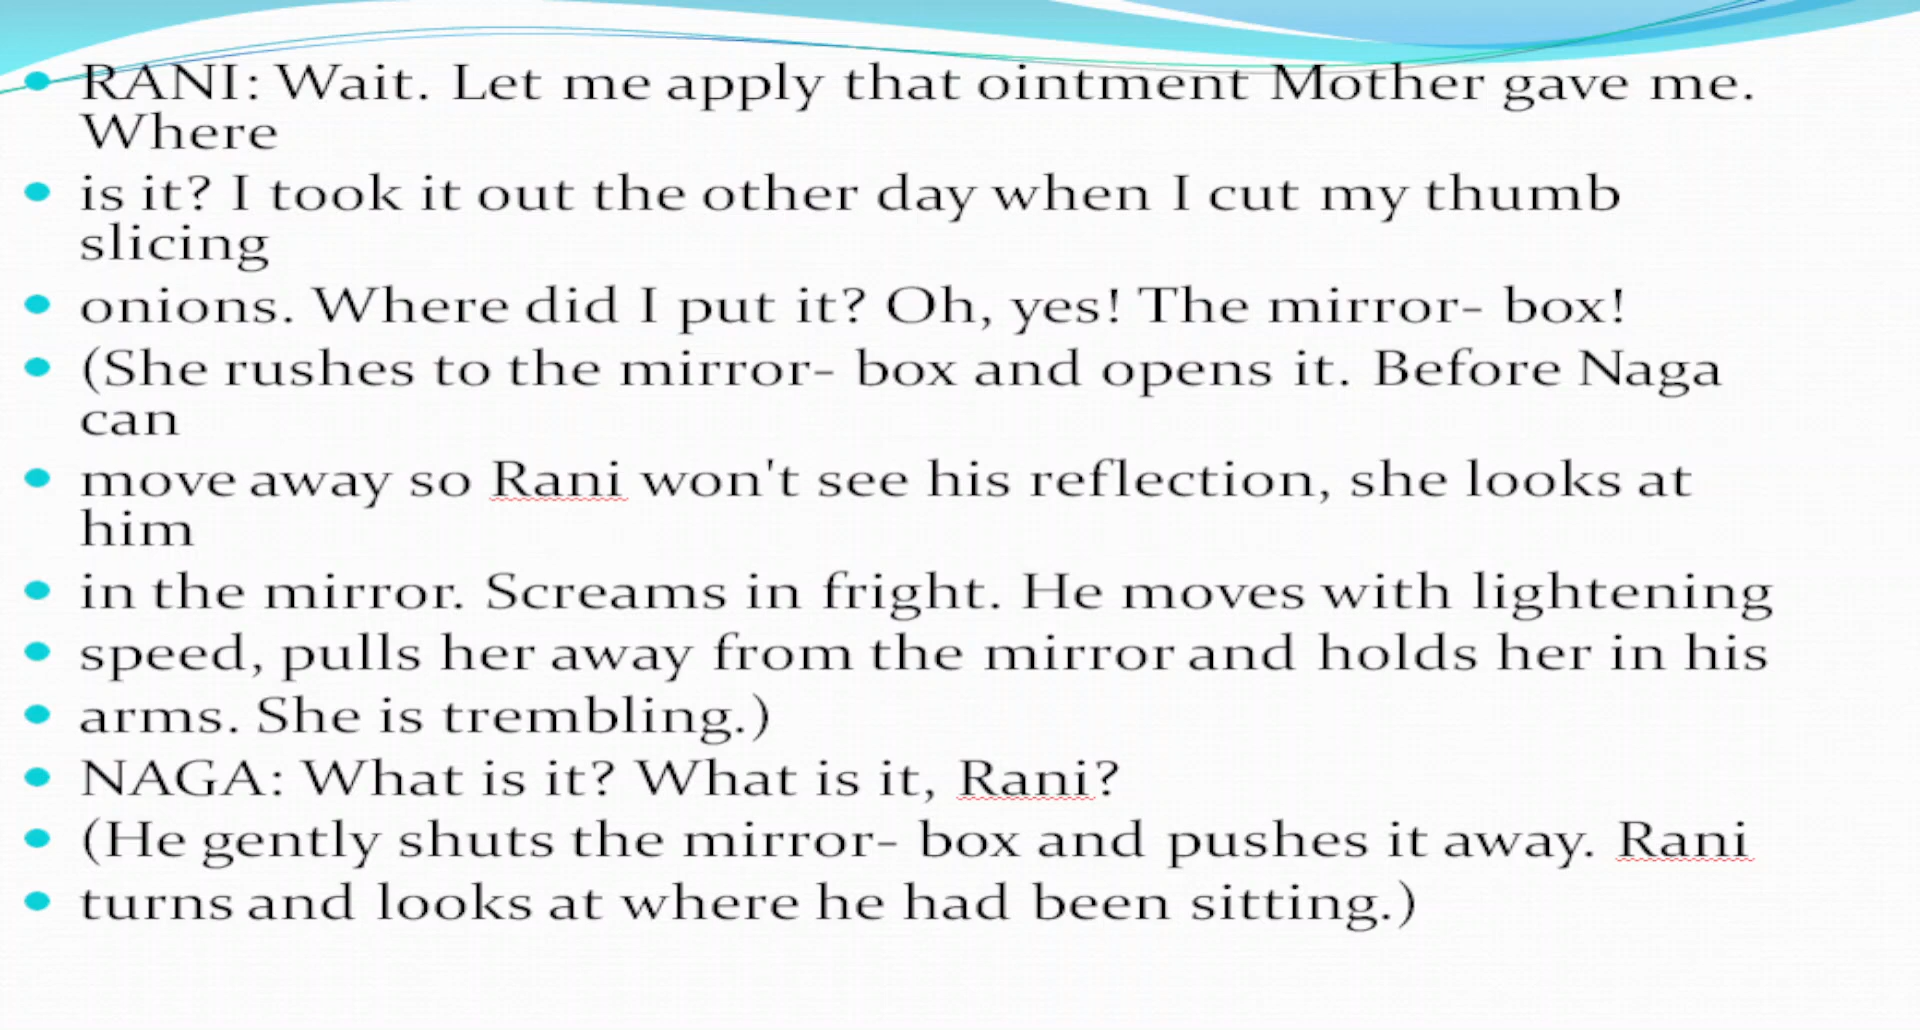 RANI: Wait. Let me apply that ointment Mother gave me.
Where
is it? I took it out the other day when I cut my thumb
slicing
onions. Where did I put it? Oh, yes! The mirror- box!
(She rushes to the mirror- box and opens it. Before Naga
can
move away so Rani won't see his reflection, she looks at
him
in the mirror. Screams in fright. He moves with lightening
speed, pulls her away from the mirror and holds her in his
arms. She is trembling.)
NAGA: What is it? What is it, Rani?
(He gently shuts the mirror- box and pushes it away. Rani
turns and looks at where he had been sitting.)